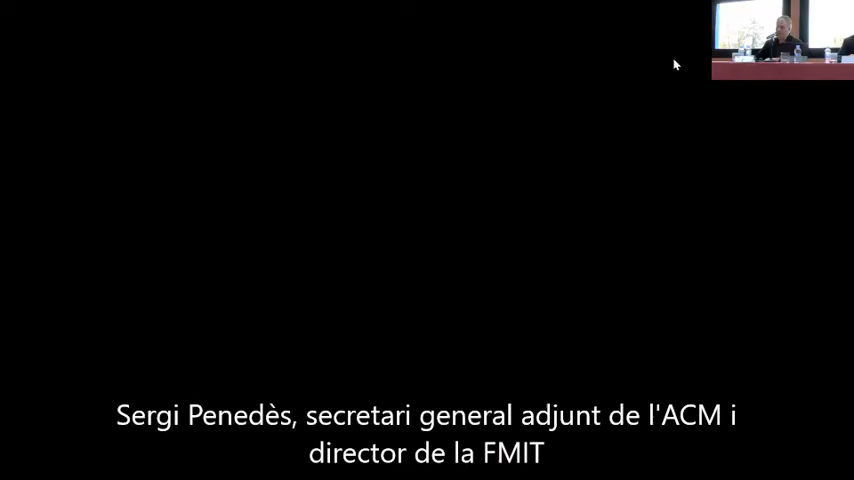 Sergi Penedès, secretari general adjunt de l'ACM i
director de la FMIT